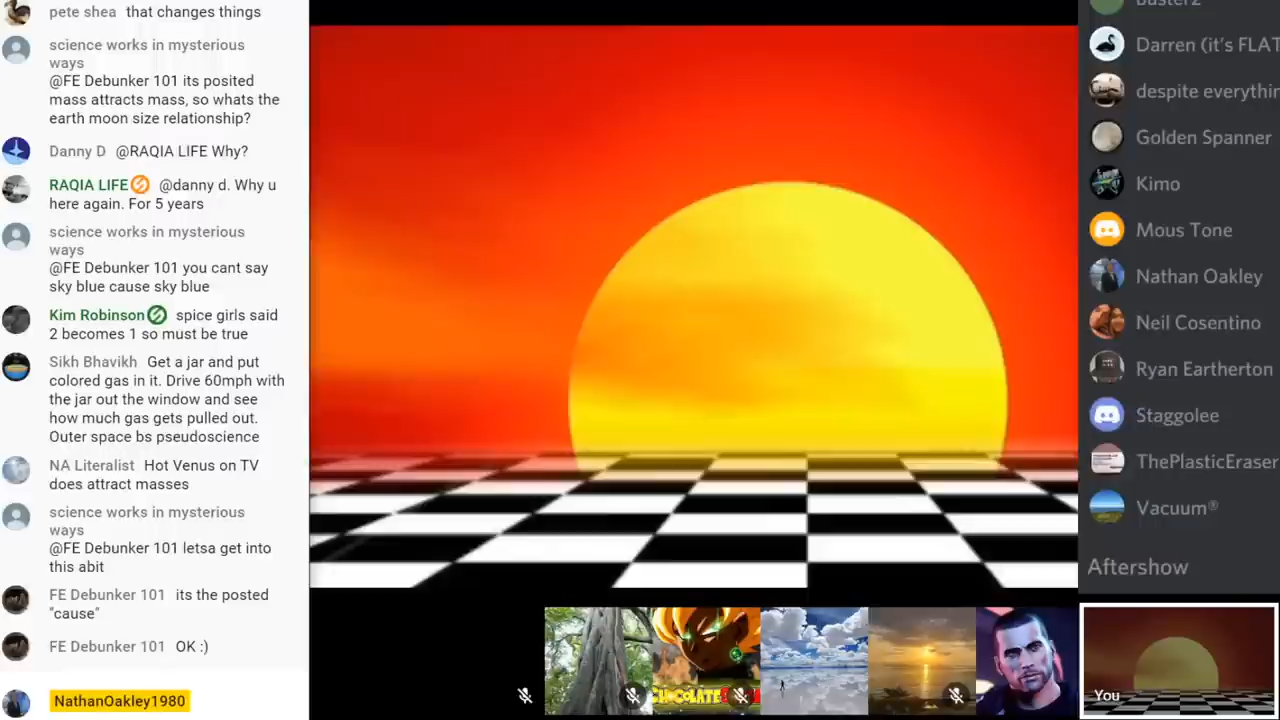 pete shea that changes things
science works in mysterious
ways
@FE Debunker 101 its posited
mass attracts mass, so whats the
earth moon size relationship?
Danny D @RAQIA LIFE Why?
RAQIA LIFE @danny d. Why u
here again. For 5 years
science works in mysterious
ways
@FE Debunker 101 you cant say
sky blue cause sky blue
Kim Robinson spice girls said
2 becomes 1 so must be true
Sikh Bhavikh Get a jar and put
colored gas in it. Drive 60mph with
the jar out the window and see
how much gas gets pulled out.
Outer space bs pseudoscience
NA Literalist Hot Venus on TV
does attract masses
science works in mysterious
ways
@FE Debunker 101 letsa get into
this abit
FE Debunker 101 its the posted
"cause"
FE Debunker 101 OK :)
NathanOakley1980
Darren (it's FLAT
despite everythin
Golden Spanner
Kimo
Mous Tone
Nathan Oakley
Neil Cosentino
Ryan Eartherton
Staggolee
ThePlasticEraser
Vacuum®
Aftershow
You